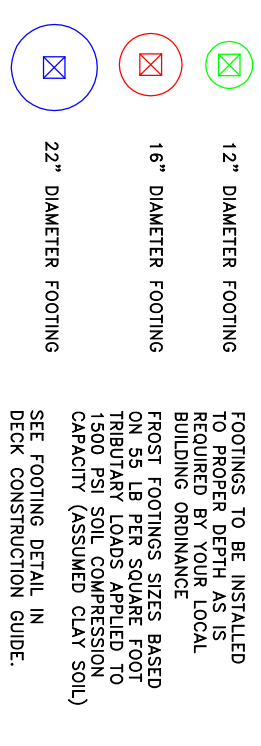 12" DIAMETER FOOTING
16" DIAMETER FOOTING
22" DIAMETER FOOTING
FOOTINGS TO BE INSTALLED
TO PROPER DEPTH AS IS
REQUIRED BY YOUR LOCAL
BUILDING ORDINANCE
FROST FOOTINGS SIZES BASED
ON 55 LB PER SQUARE FOOT
TRIBUTARY LOADS APPLIED TO
1500 PSI SOIL COMPRESSION
CAPACITY (ASSUMED CLAY SOIL)
SEE FOOTING DETAIL IN
DECK CONSTRUCTION GUIDE.